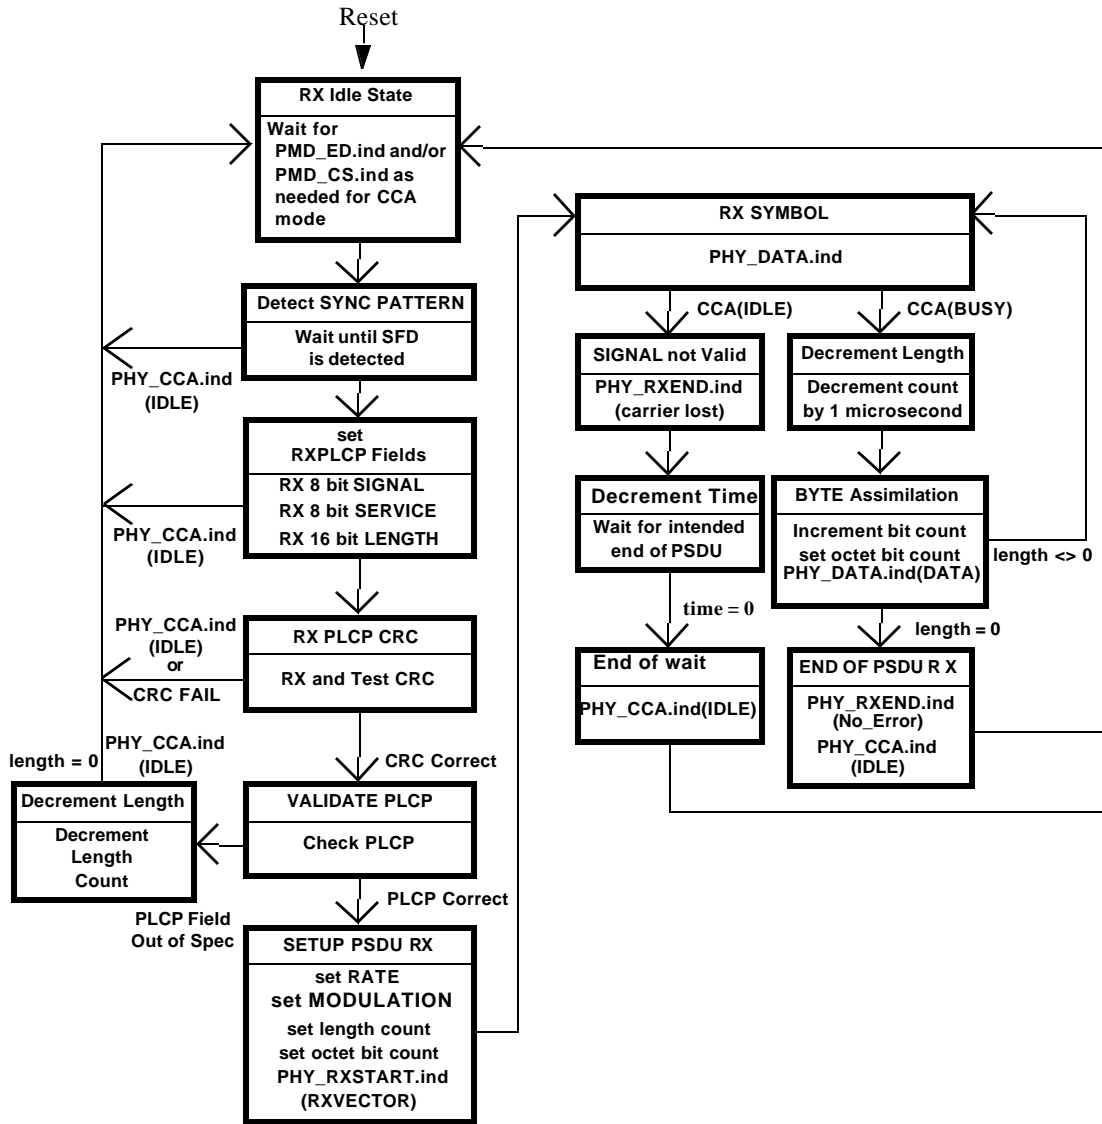 Reset
RX Idle State
Wait for
PMD_ED.ind and/or
PMD_CS.ind as
needed for CCA
mode
Detect SYNC PATTERN
Wait until SFD
is detected
PHY_CCA.ind
(IDLE)
set
RXPLCP Fields
RX 8 bit SIGNAL
RX 8 bit SERVICE
RX 16 bit LENGTH
PHY_CCA.ind
(IDLE)
RX PLCP CRC
RX and Test CRC
PHY_CCA.ind
(IDLE)
or
CRC FAIL
CRC Correct
PHY_CCA.ind
(IDLE)
length = 0
Decrement Length
Decrement
Length
Count
VALIDATE PLCP
Check PLCP
PLCP Correct
PLCP Field
Out of Spec
SETUP PSDU RX
set RATE
set MODULATION
set length count
set octet bit count
PHY_RXSTART.ind
(RXVECTOR)
RX SYMBOL
PHY_DATA.ind
CCA(IDLE)
CCA(BUSY)
SIGNAL not Valid
PHY_RXEND.ind
(carrier lost)
Decrement Length
Decrement count
by 1 microsecond
Decrement Time
Wait for intended
end of PSDU
BYTE Assimilation
Increment bit count
set octet bit count
PHY_DATA.ind(DATA)
length <> 0
time = 0
length = 0
End of wait
PHY_CCA.ind(IDLE)
END OF PSDU R X
PHY_RXEND.ind
(No_Error)
PHY_CCA.ind
(IDLE)